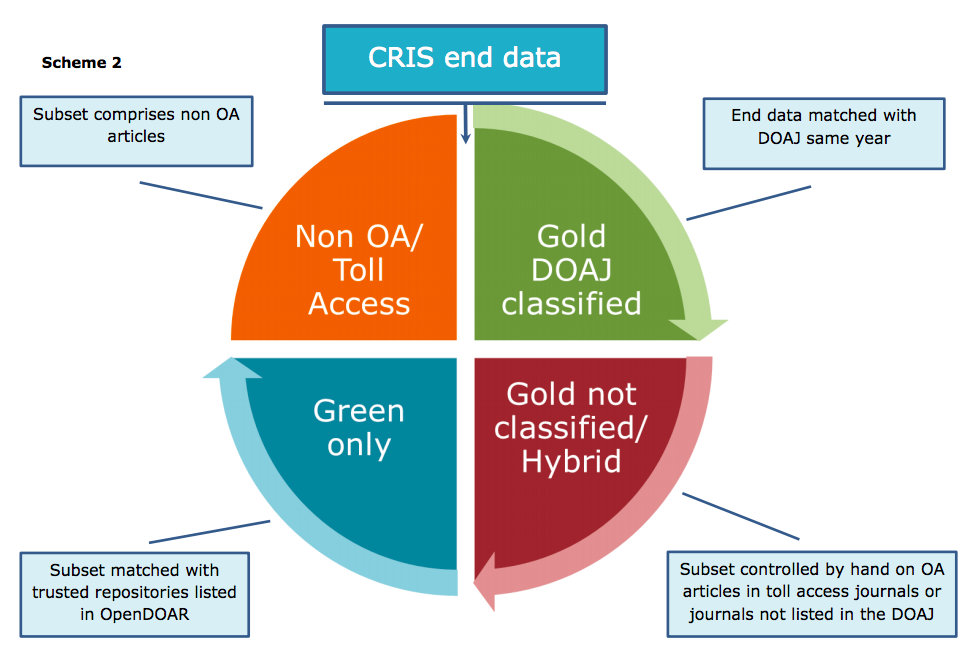 Scheme 2
CRIS end data
Subset comprises non OA
articles
End data matched with
DOAJ same year
Non OA/
Toll
Access
Gold
DOAJ
classified
Green
only
Gold not
classified/
Hybrid
Subset matched with
trusted repositories listed
in OpenDOAR
Subset controlled by hand on OA
articles in toll access journals or
journals not listed in the DOAJ